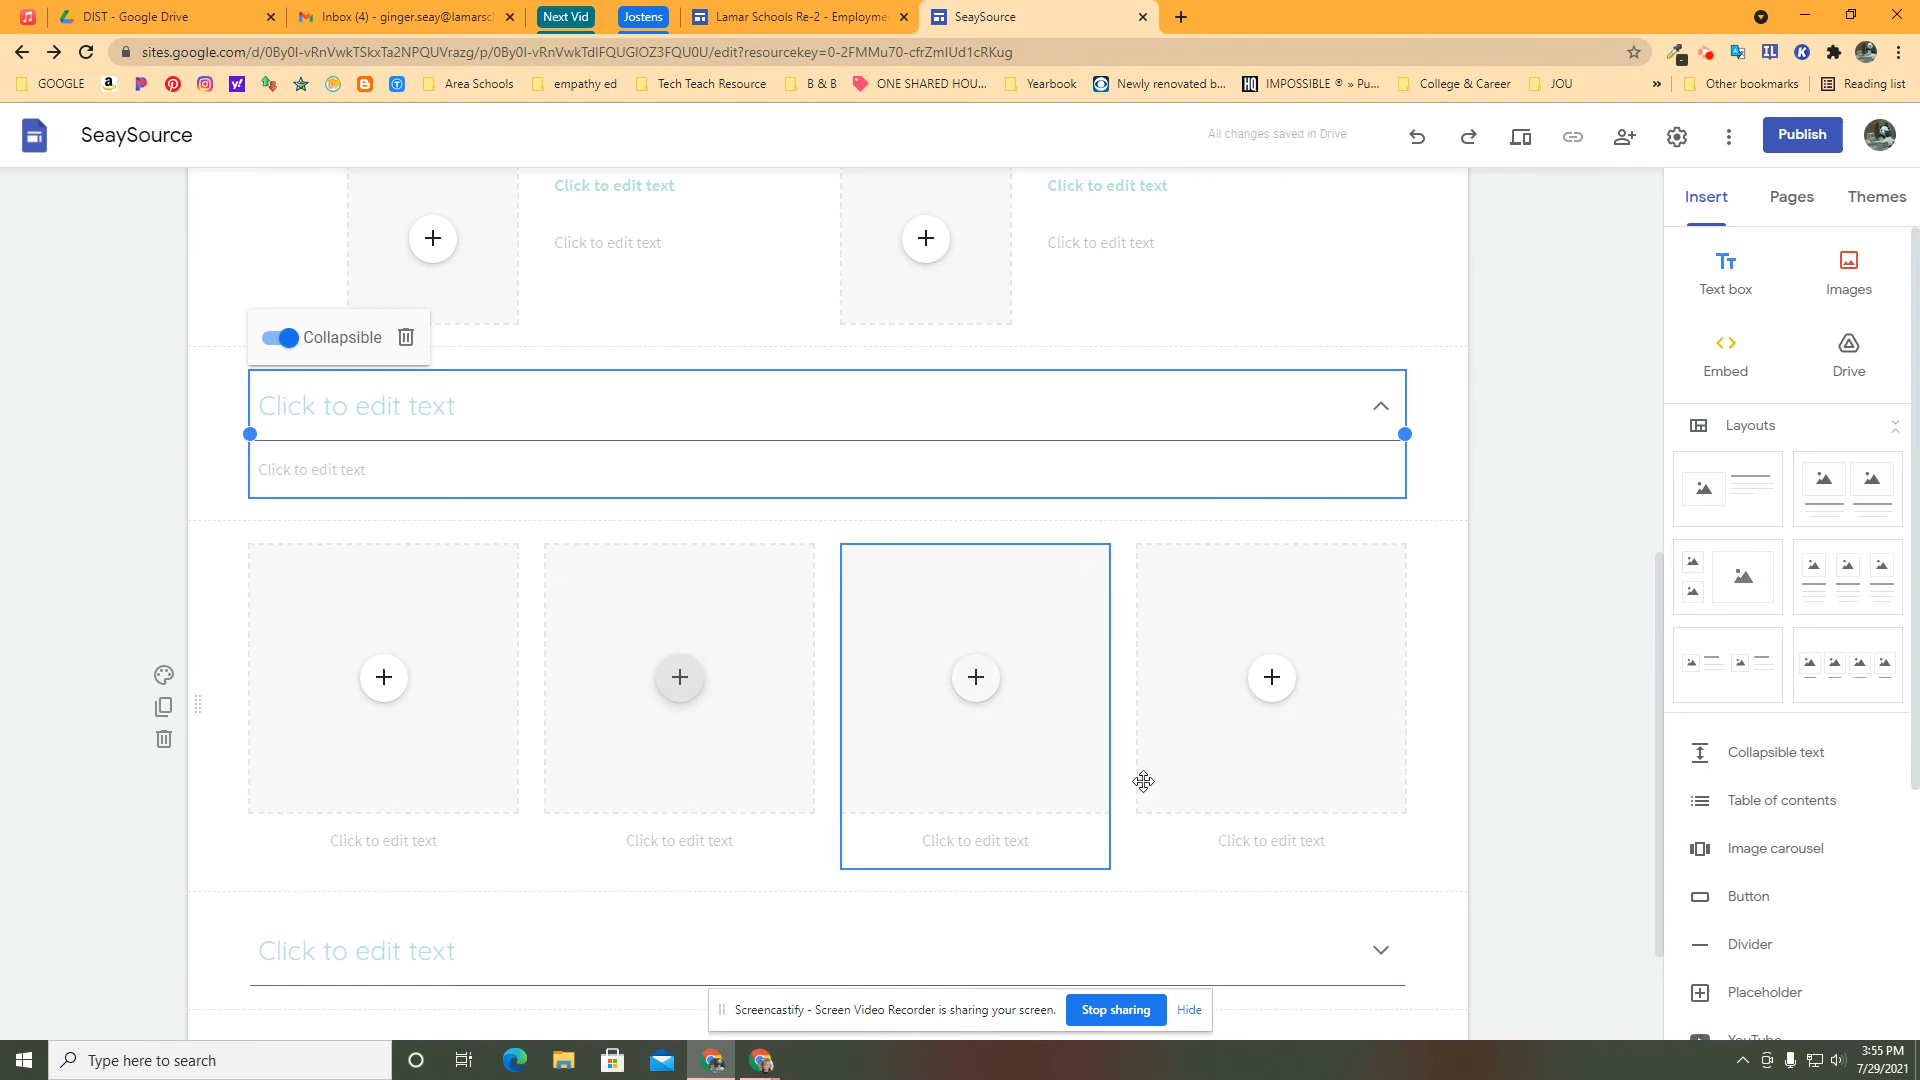 DIST - Google Drive
Inbox (4) - ginger.seay@lamarsc
Next Vid
Jostens
Lamar Schools Re-2 - Employme
SeaySource
sites.google.com/d/0By0I-vRnVwkTSkxTa2NPQUVrazg/p/0By0I-vRnVwkTdlFQUGlOZ3FQU0U/edit?resourcekey=0-2FMMu70-cfrZmIUd1cRKug
GOOGLE
Area Schools
empathy ed
Tech Teach Resource
B & B
ONE SHARED HOU...
Yearbook
Newly renovated b...
IMPOSSIBLE ® » Pu...
College & Career
JOU
»
Other bookmarks
Reading list
SeaySource
All changes saved in Drive
Publish
Click to edit text
Click to edit text
Click to edit text
Click to edit text
Collapsible
Click to edit text
Click to edit text
Click to edit text
Click to edit text
Click to edit text
Click to edit text
Click to edit text
Insert
Pages
Themes
Text box
Images
Embed
Drive
Layouts
Collapsible text
Table of contents
Image carousel
Button
Divider
Placeholder
YouTube
Screencastify - Screen Video Recorder is sharing your screen.
Stop sharing
Hide
Type here to search
3:55 PM
7/29/2021